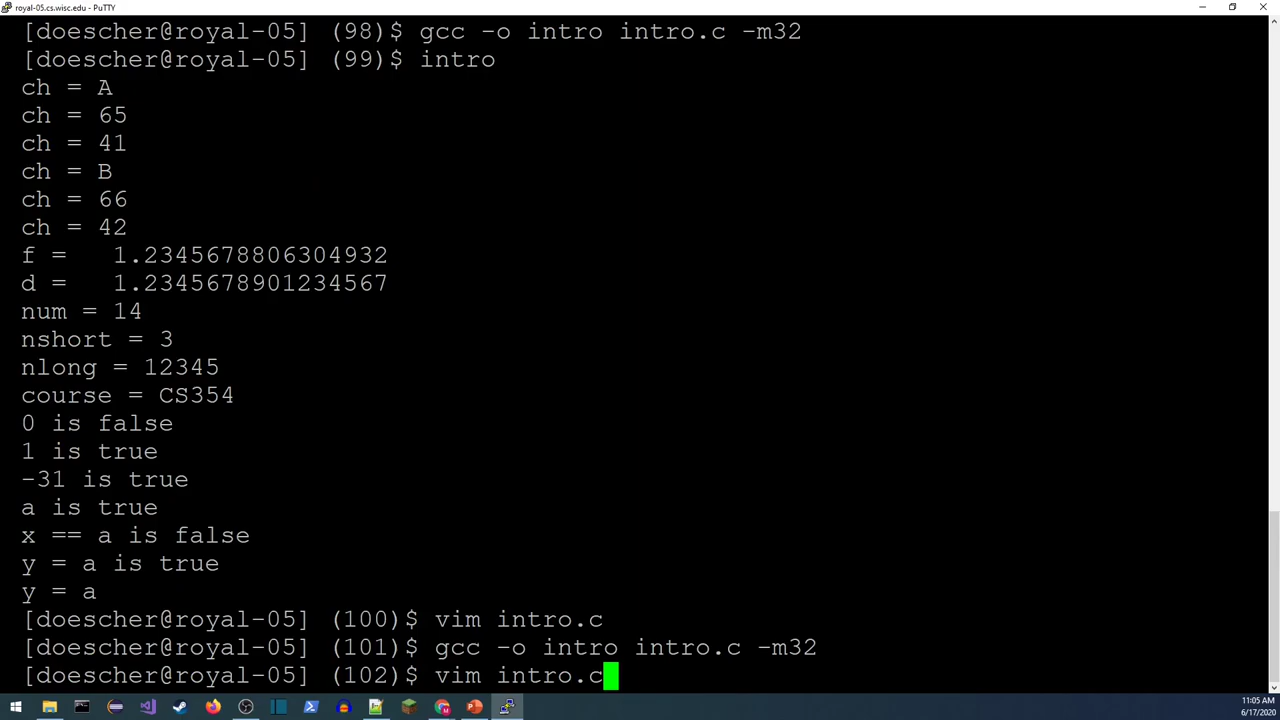 royal-05.cs.wisc.edu - PuTTY
[doescher@royal-05] (98)$ gcc -o intro intro.c -m32
[doescher@royal-05] (99)$ intro
ch = A
ch = 65
ch = 41
ch = B
ch = 66
ch = 42
f =   1.2345678806304932
d =   1.2345678901234567
num = 14
nshort = 3
nlong = 12345
course = CS354
0 is false
1 is true
-31 is true
a is true
x == a is false
y = a is true
y = a
[doescher@royal-05] (100)$ vim intro.c
[doescher@royal-05] (101)$ gcc -o intro intro.c -m32
[doescher@royal-05] (102)$ vim intro.c
11:05 AM
6/17/2020